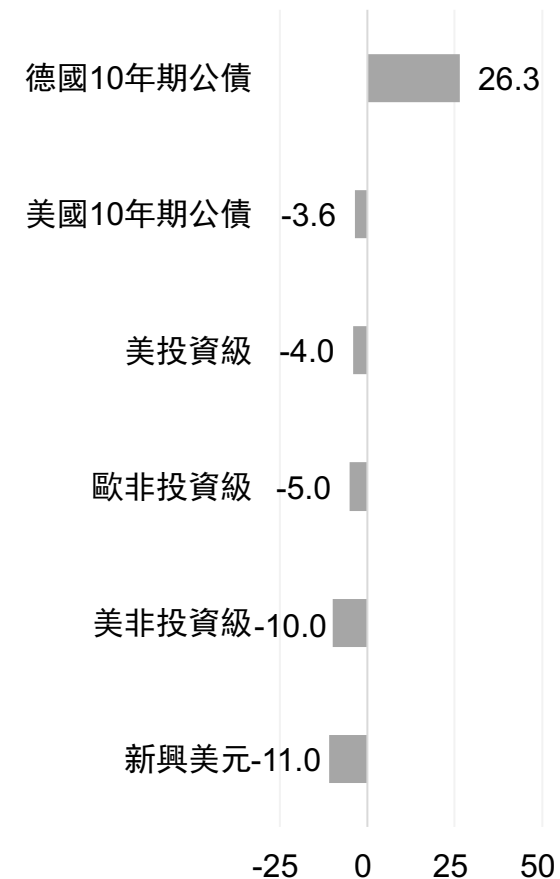 德國10年期公債 26.3
美國10年期公債 -3.6
美投資級 -4.0
歐非投資級 -5.0
美非投資級 -10.0
新興美元 -11.0
-25 0 25 50